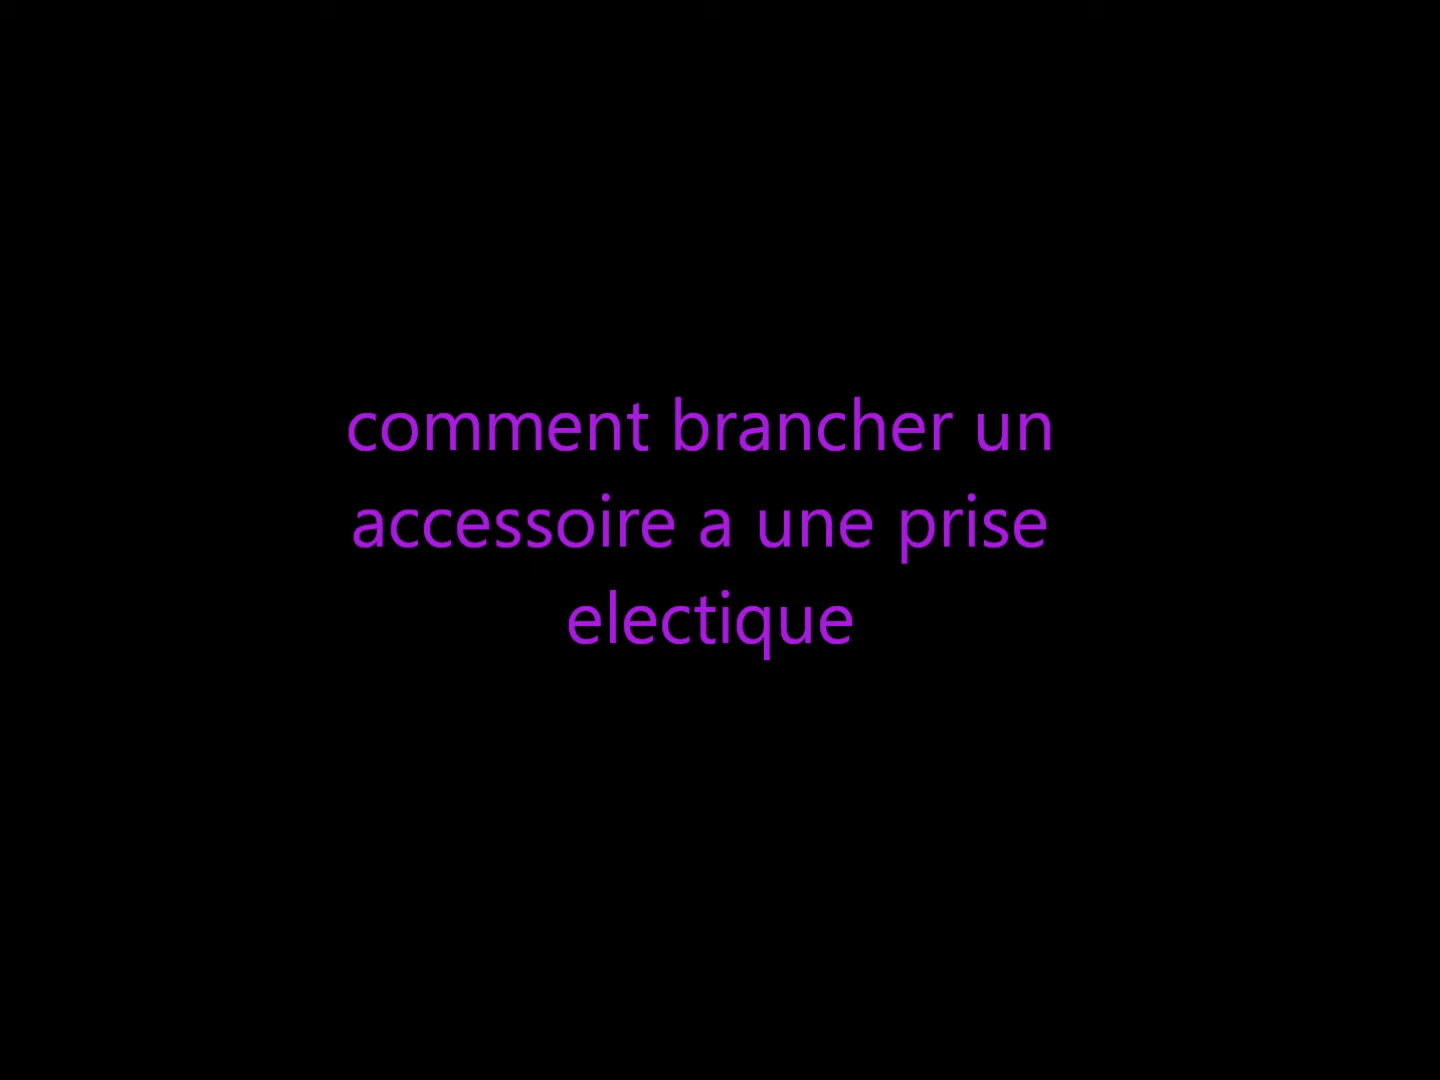 comment brancher un
accessoire a une prise
electique